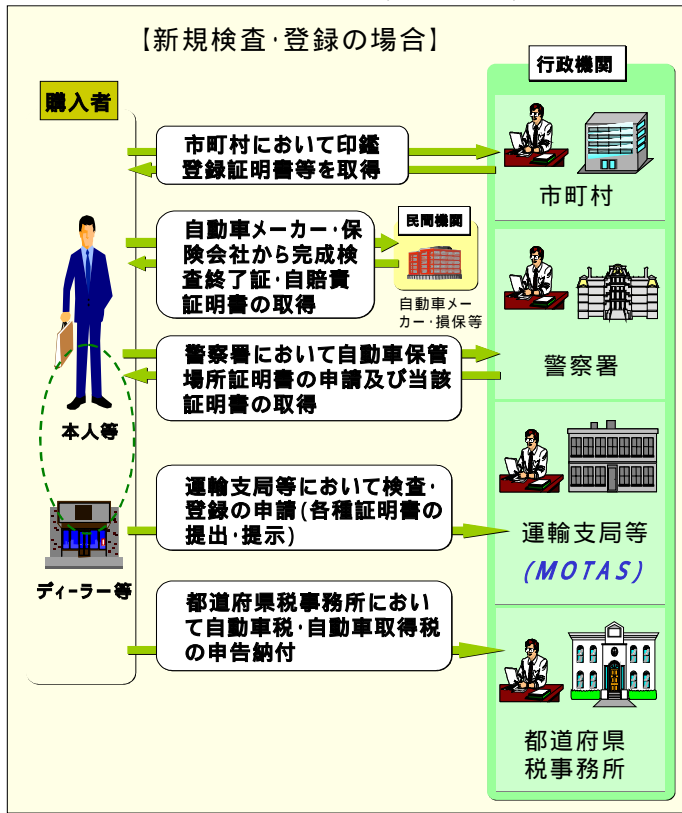 【新規検査・登録の場合】
行政機関
購入者
市町村において印鑑
登録証明書等を取得
市町村
自動車メーカー・保
険会社から完成検
査終了証・自賠責
証明書の取得
民間機関
自動車メー
カー・損保等
警察署において自動車保管
場所証明書の申請及び当該
証明書の取得
警察署
本人等
運輸支局等において検査・
登録の申請(各種証明書の
提出・提示)
運輸支局等
(MOTAS)
ディーラー等
都道府県税事務所におい
て自動車税・自動車取得税
の申告納付
都道府県
税事務所